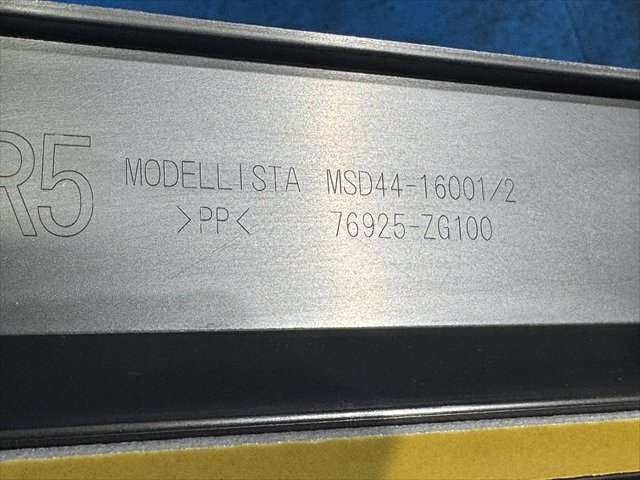 R5
MODELLISTA MSD44-16001/2
>PP< 76925-ZG100